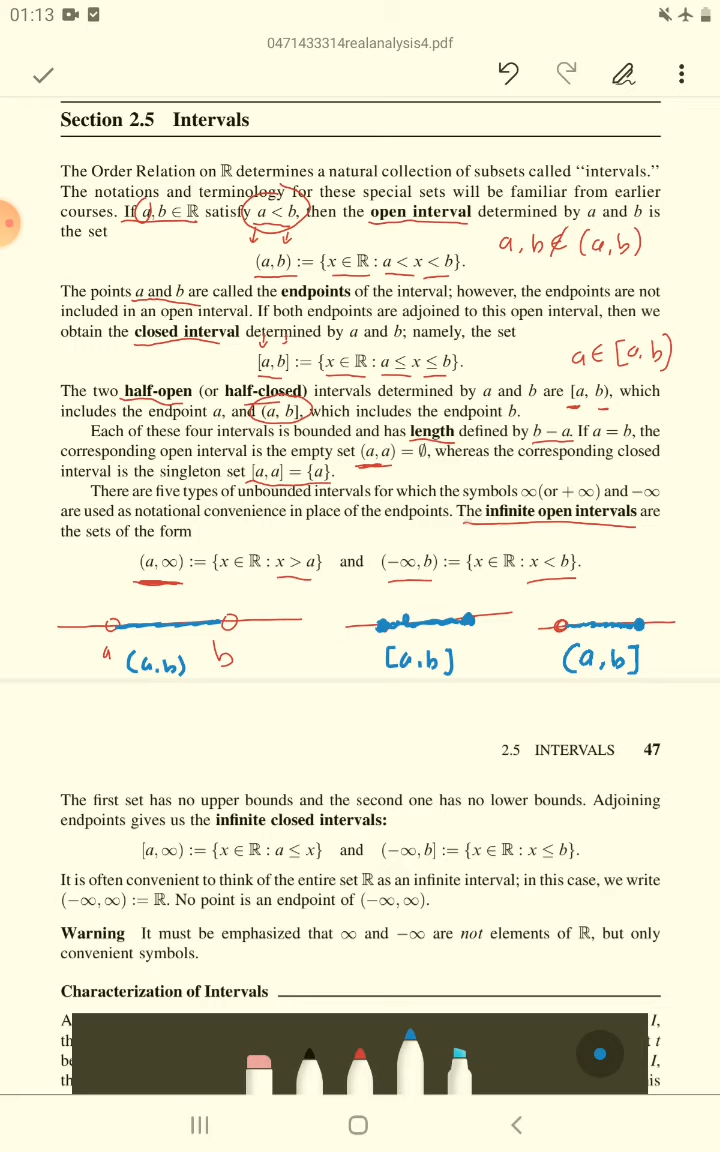 01:13
0471433314realanalysis4.pdf
Section 2.5 Intervals
The Order Relation on ℝ determines a natural collection of subsets called ‘‘intervals.’’
The notations and terminology for these special sets will be familiar from earlier
courses. If a, b ∈ ℝ satisfy a < b, then the open interval determined by a and b is
the set
a, b ∉ (a, b)
(a, b) := {x ∈ ℝ : a < x < b}.
The points a and b are called the endpoints of the interval; however, the endpoints are not
included in an open interval. If both endpoints are adjoined to this open interval, then we
obtain the closed interval determined by a and b; namely, the set
a ∈ [a, b)
[a, b] := {x ∈ ℝ : a ≤ x ≤ b}.
The two half-open (or half-closed) intervals determined by a and b are [a, b), which
includes the endpoint a, and (a, b], which includes the endpoint b.
Each of these four intervals is bounded and has length defined by b − a. If a = b, the
corresponding open interval is the empty set (a, a) = ∅, whereas the corresponding closed
interval is the singleton set [a, a] = {a}.
There are five types of unbounded intervals for which the symbols ∞(or +∞) and −∞
are used as notational convenience in place of the endpoints. The infinite open intervals are
the sets of the form
(a, ∞) := {x ∈ ℝ : x > a} and (−∞, b) := {x ∈ ℝ : x < b}.
a (a,b) b [a,b] (a,b]
2.5 INTERVALS 47
The first set has no upper bounds and the second one has no lower bounds. Adjoining
endpoints gives us the infinite closed intervals:
[a, ∞) := {x ∈ ℝ : a ≤ x} and (−∞, b] := {x ∈ ℝ : x ≤ b}.
It is often convenient to think of the entire set ℝ as an infinite interval; in this case, we write
(−∞, ∞) := ℝ. No point is an endpoint of (−∞, ∞).
Warning It must be emphasized that ∞ and −∞ are not elements of ℝ, but only
convenient symbols.
Characterization of Intervals